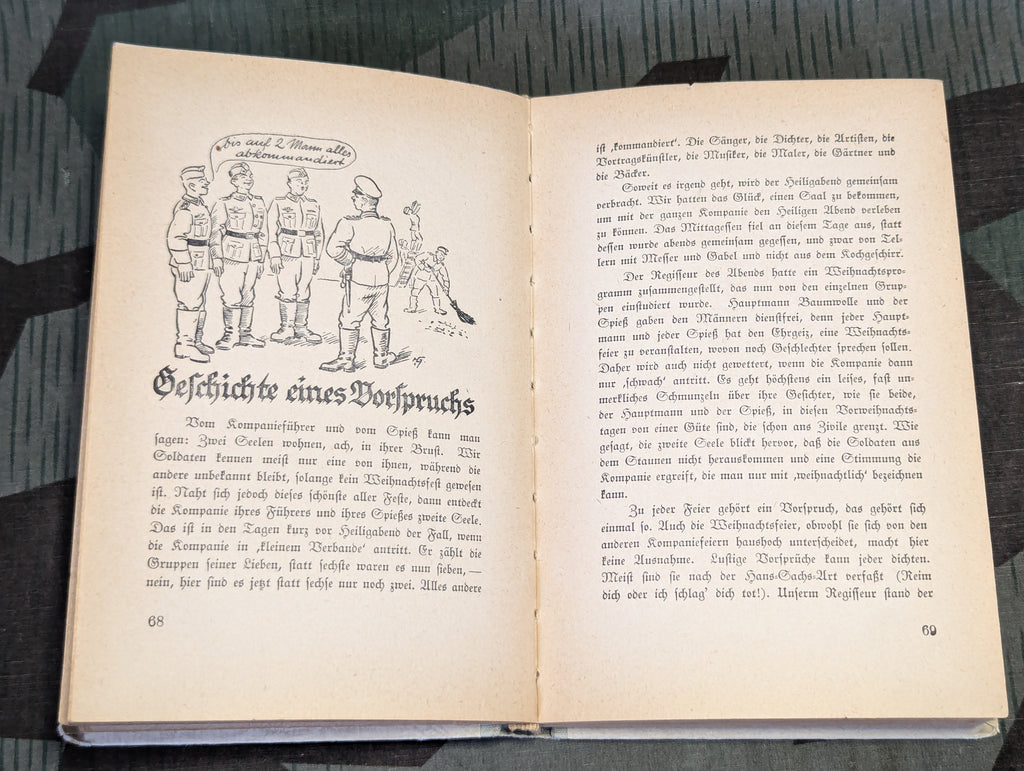 bis auf 2 Mann alles
abkommandiert
Geschichte eines Vorspruchs
Vom Kompanieführer und vom Spieß kann man
sagen: Zwei Seelen wohnen, ach, in ihrer Brust. Wir
Soldaten kennen meist nur eine von ihnen, während die
andere unbekannt bleibt, solange kein Weihnachtsfest gewesen
ist. Naht sich jedoch dieses schönste aller Feste, dann entdeckt
die Kompanie ihres Führers und ihres Spießes zweite Seele.
Das ist in den Tagen kurz vor Heiligabend der Fall, wenn
die Kompanie in ‚kleinem Verbande‘ antritt. Er zählt die
Gruppen seiner Lieben, statt sechse waren es nun sieben, —
nein, hier sind es jetzt statt sechse nur noch zwei. Alles andere
68
ist ‚kommandiert‘. Die Sänger, die Dichter, die Artisten, die
Vortragskünstler, die Musiker, die Maler, die Gärtner und
die Bäcker.
Soweit es irgend geht, wird der Heiligabend gemeinsam
verbracht. Wir hatten das Glück, einen Saal zu bekommen,
um mit der ganzen Kompanie den Heiligen Abend verleben
zu können. Das Mittagessen fiel an diesem Tage aus, statt
dessen wurde abends gemeinsam gegessen, und zwar von Tel-
lern mit Messer und Gabel und nicht aus dem Kochgeschirr.
Der Regisseur des Abends hatte ein Weihnachtspro-
gramm zusammengestellt, das nun von den einzelnen Grup-
pen einstudiert wurde. Hauptmann Baumwolle und der
Spieß gaben den Männern dienstfrei, denn jeder Haupt-
mann und jeder Spieß hat den Ehrgeiz, eine Weihnachts-
feier zu veranstalten, wovon noch Geschlechter sprechen sollen.
Daher wird auch nicht gewettert, wenn die Kompanie dann
nur ‚schwach‘ antritt. Es geht höchstens ein leises, fast un-
merkliches Schmunzeln über ihre Gesichter, wie sie beide,
der Hauptmann und der Spieß, in diesen Vorweihnachts-
tagen von einer Güte sind, die schon ans Zivile grenzt. Wie
gesagt, die zweite Seele blickt hervor, daß die Soldaten aus
dem Staunen nicht herauskommen und eine Stimmung die
Kompanie ergreift, die man nur mit ‚weihnachtlich‘ bezeichnen
kann.
Zu jeder Feier gehört ein Vorspruch, das gehört sich
einmal so. Auch die Weihnachtsfeier, obwohl sie sich von den
anderen Kompaniefeiern haushoch unterscheidet, macht hier
keine Ausnahme. Lustige Vorsprüche kann jeder dichten.
Meist sind sie nach der Hans-Sachs-Art verfaßt (Reim
dich oder ich schlag’ dich tot!). Unserm Regisseur stand der
69